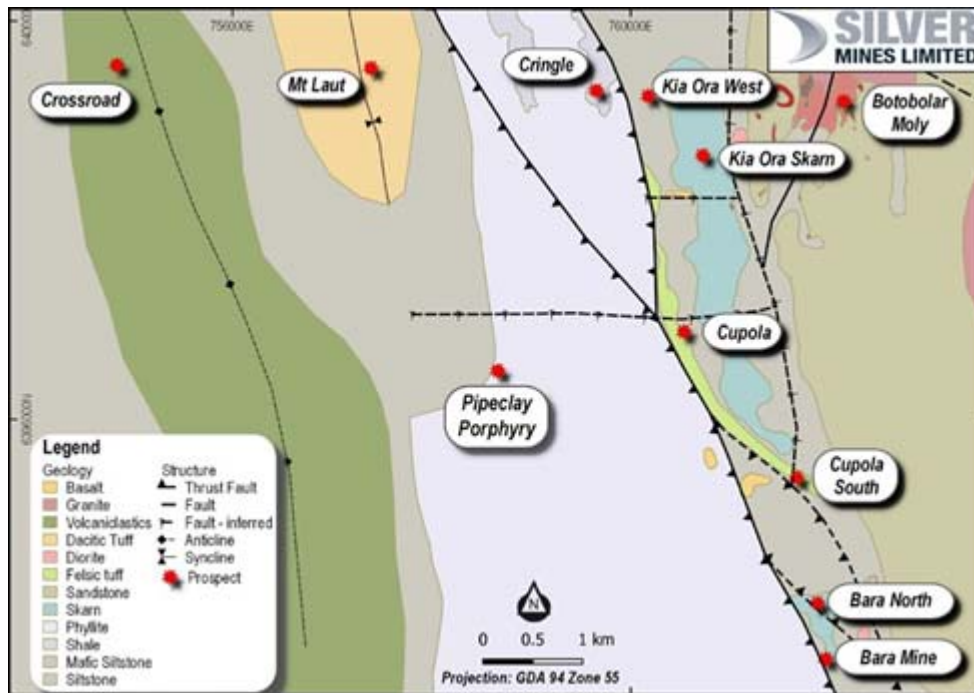 756000E
760000E
SILVER
MINES LIMITED
Crossroad
Mt Laut
Cringle
Kia Ora West
Botobolar
Moly
Kia Ora Skarn
Cupola
Pipeclay
Porphyry
6396000N
Cupola
South
Bara North
Bara Mine
Legend
Geology
Basalt
Granite
Volcaniclastics
Dacitic Tuff
Diorite
Felsic tuff
Sandstone
Skarn
Phyllite
Shale
Mafic Siltstone
Siltstone
Structure
Thrust Fault
Fault
Fault - inferred
Anticline
Syncline
Prospect
N
0 0.5 1 km
Projection: GDA 94 Zone 55